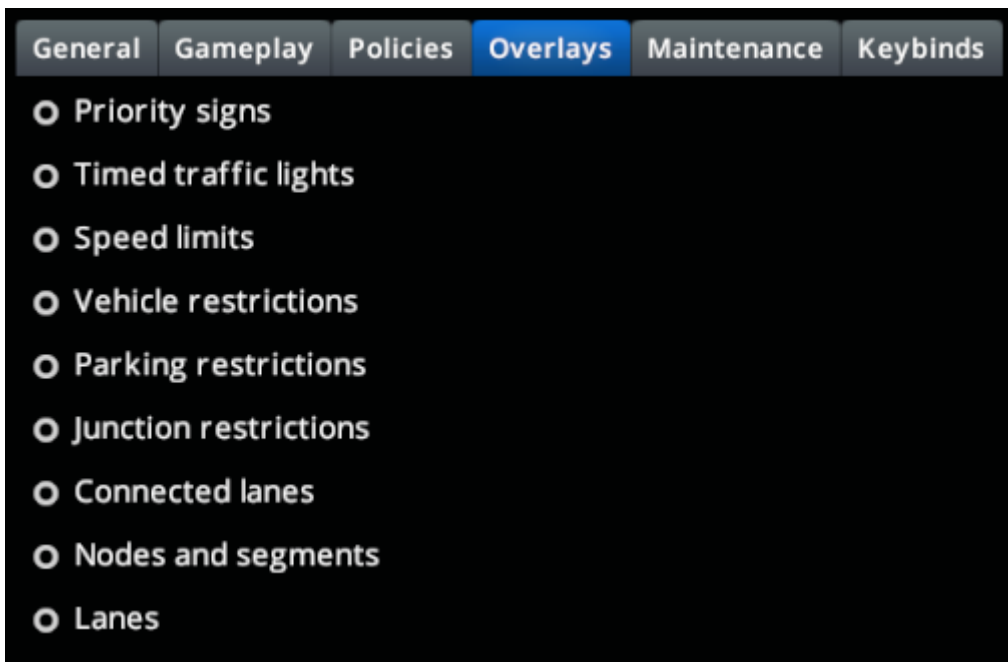 General Gameplay Policies Overlays Maintenance Keybinds
Priority signs
Timed traffic lights
Speed limits
Vehicle restrictions
Parking restrictions
Junction restrictions
Connected lanes
Nodes and segments
Lanes